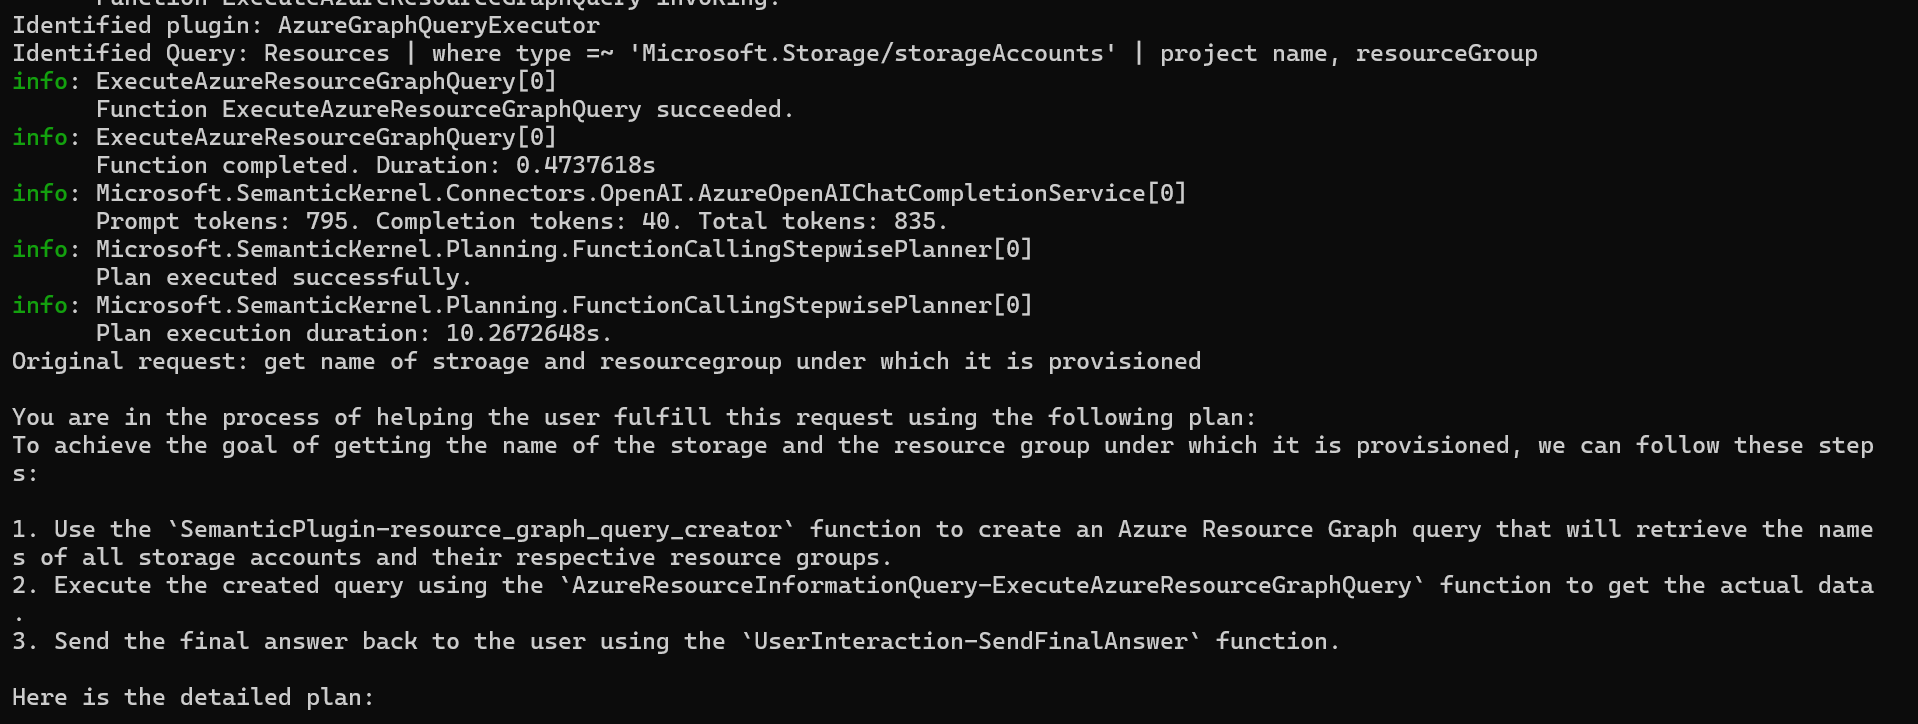 Function ExecuteAzureResourceGraphQuery invoking.
Identified plugin: AzureGraphQueryExecutor
Identified Query: Resources | where type =~ 'Microsoft.Storage/storageAccounts' | project name, resourceGroup
info: ExecuteAzureResourceGraphQuery[0]
Function ExecuteAzureResourceGraphQuery succeeded.
info: ExecuteAzureResourceGraphQuery[0]
Function completed. Duration: 0.4737618s
info: Microsoft.SemanticKernel.Connectors.OpenAI.AzureOpenAIChatCompletionService[0]
Prompt tokens: 795. Completion tokens: 40. Total tokens: 835.
info: Microsoft.SemanticKernel.Planning.FunctionCallingStepwisePlanner[0]
Plan executed successfully.
info: Microsoft.SemanticKernel.Planning.FunctionCallingStepwisePlanner[0]
Plan execution duration: 10.2672648s.
Original request: get name of stroage and resourcegroup under which it is provisioned
You are in the process of helping the user fulfill this request using the following plan:
To achieve the goal of getting the name of the storage and the resource group under which it is provisioned, we can follow these step
s:
1. Use the `SemanticPlugin-resource_graph_query_creator` function to create an Azure Resource Graph query that will retrieve the name
s of all storage accounts and their respective resource groups.
2. Execute the created query using the `AzureResourceInformationQuery-ExecuteAzureResourceGraphQuery` function to get the actual data
.
3. Send the final answer back to the user using the `UserInteraction-SendFinalAnswer` function.
Here is the detailed plan: